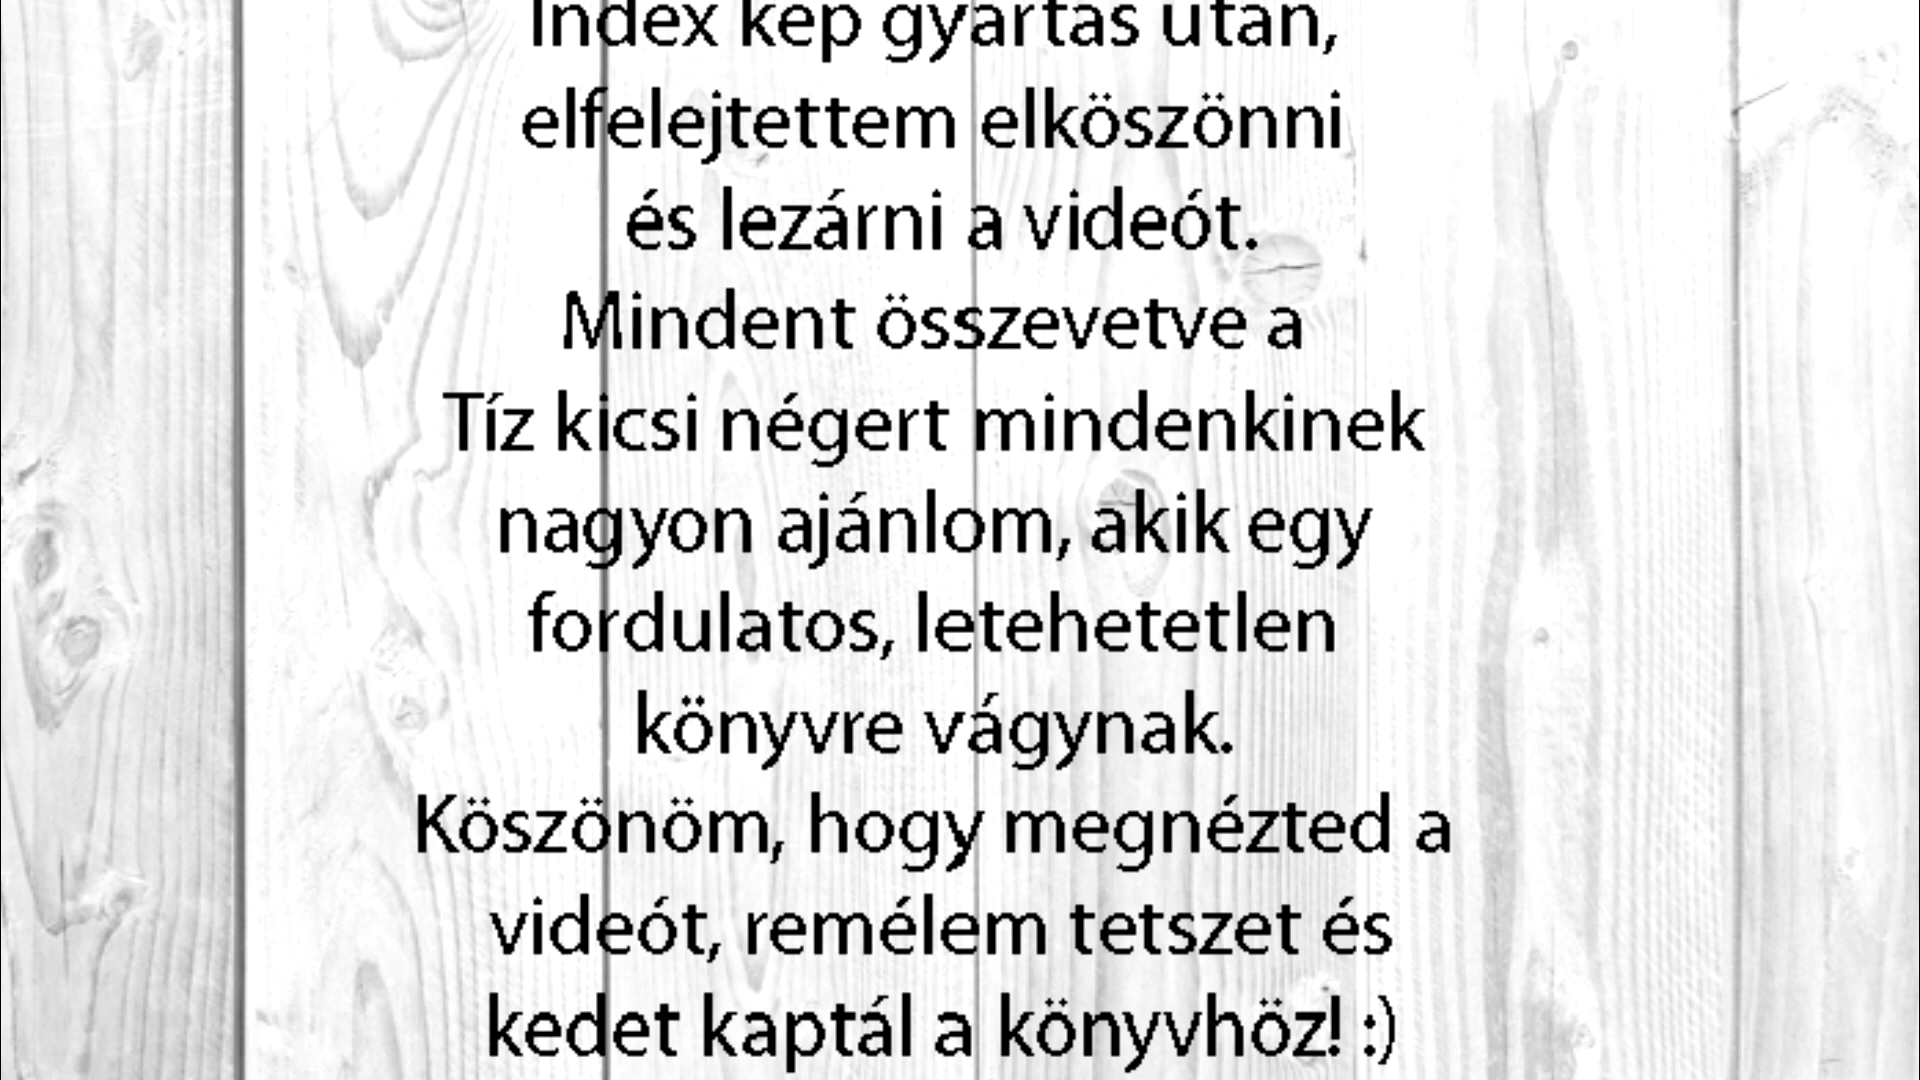 Index kép gyártás után,
elfelejtettem elköszönni
és lezárni a videót.
Mindent összevetve a
Tíz kicsi négert mindenkinek
nagyon ajánlom, akik egy
fordulatos, letehetetlen
könyvre vágynak.
Köszönöm, hogy megnézted a
videót, remélem tetszet és
kedet kaptál a könyvhöz! :)